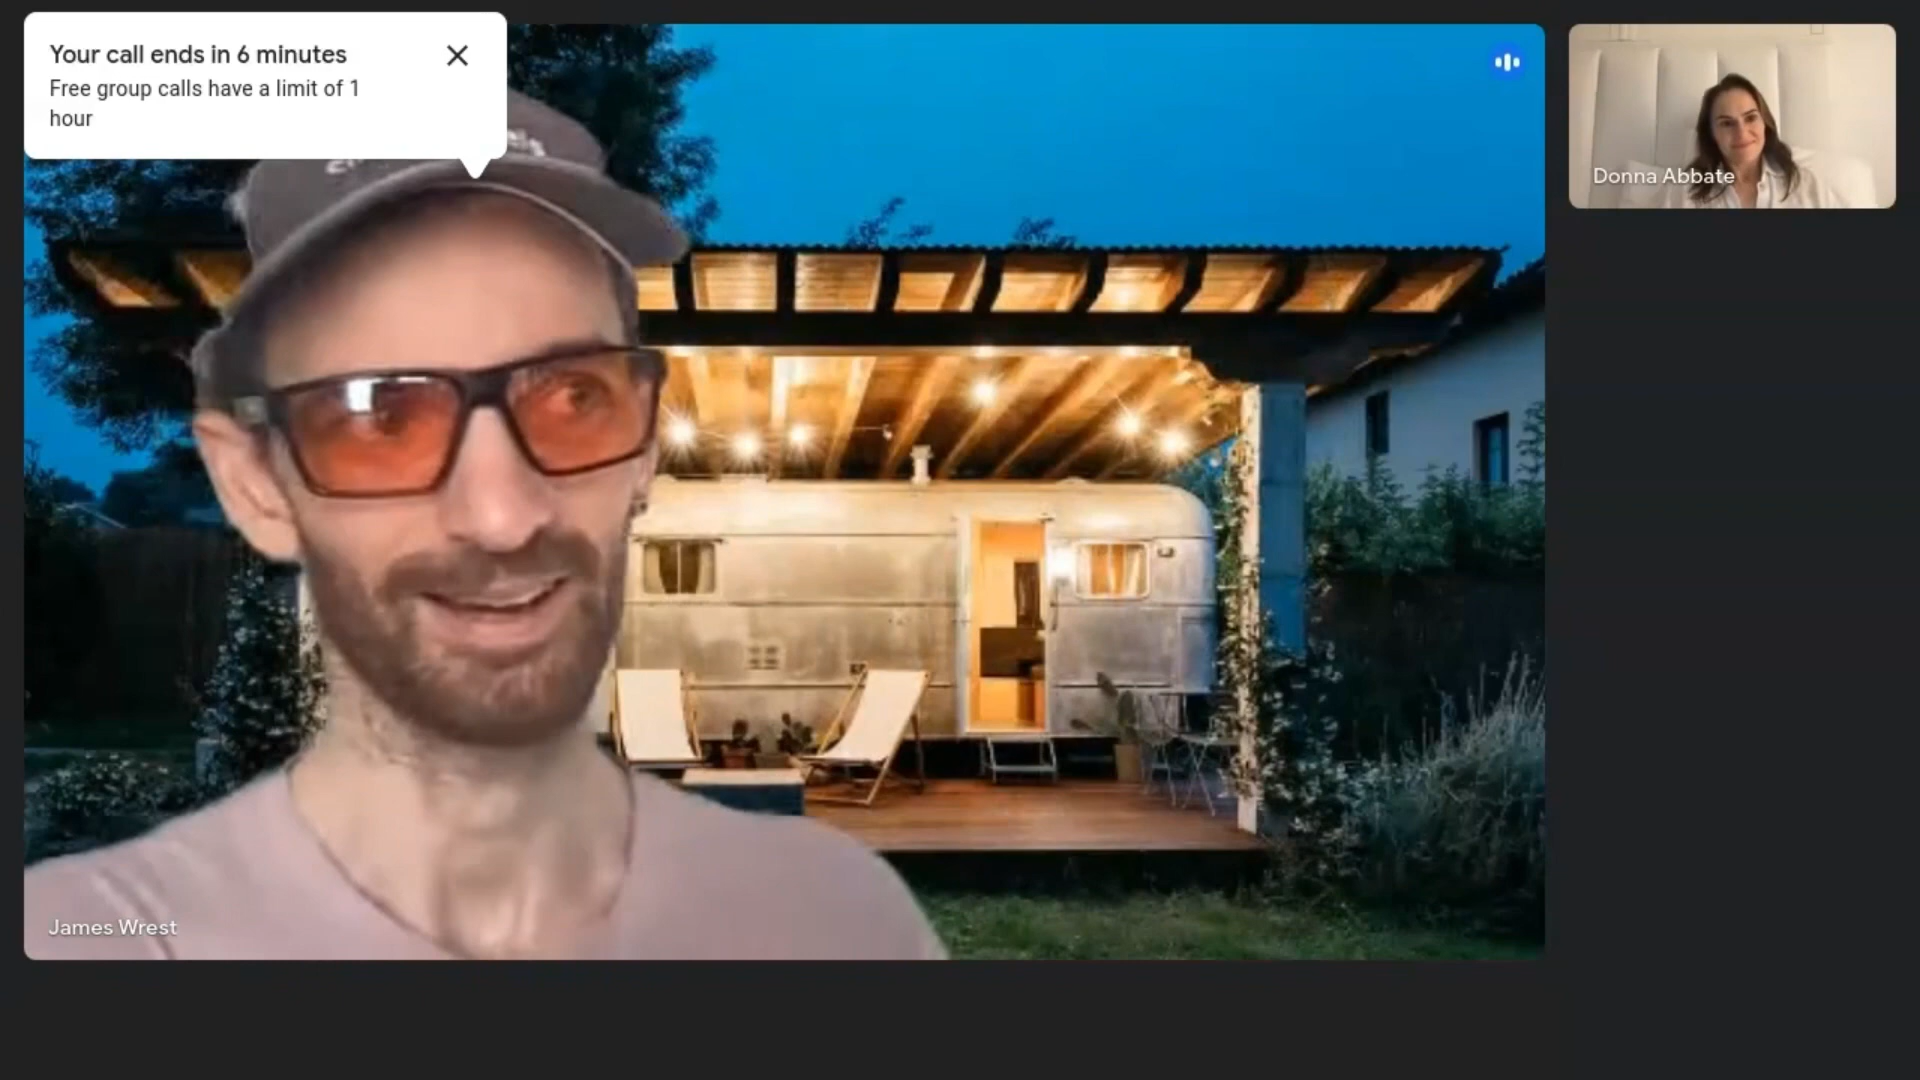 Your call ends in 6 minutes
Free group calls have a limit of 1
hour
Donna Abbate
James Wrest